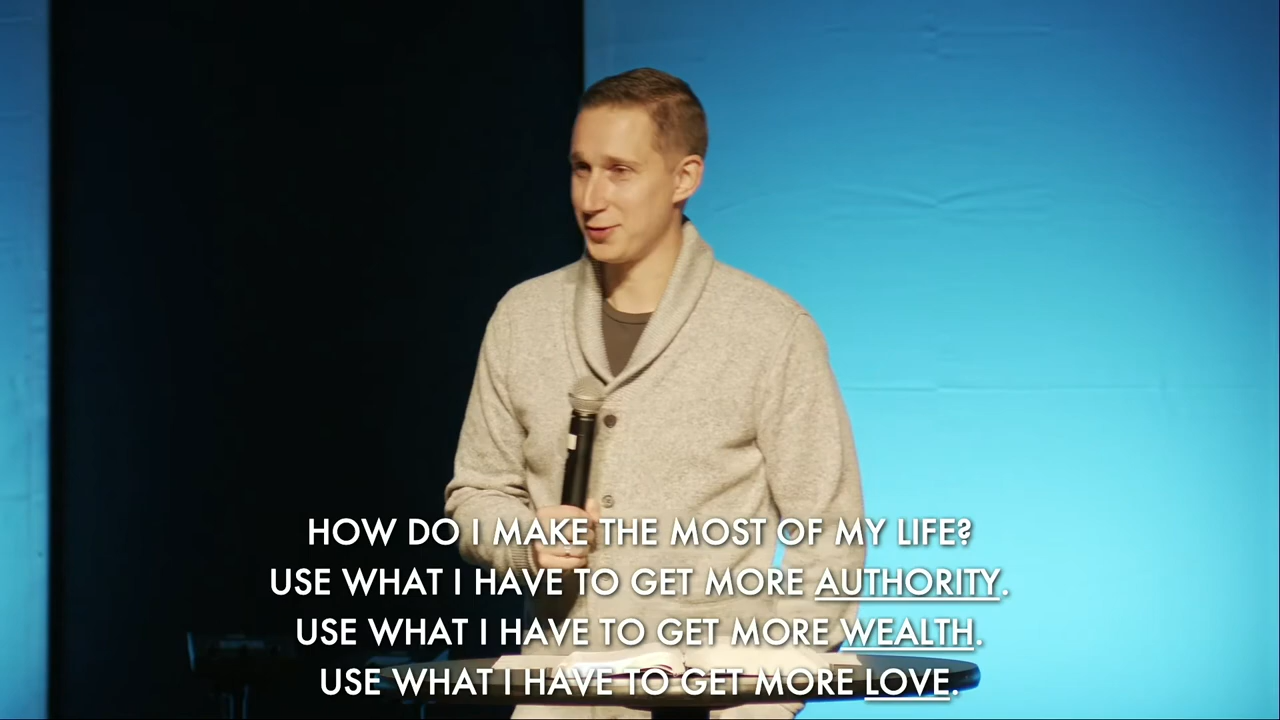 HOW DO I MAKE THE MOST OF MY LIFE?
USE WHAT I HAVE TO GET MORE AUTHORITY.
USE WHAT I HAVE TO GET MORE WEALTH.
USE WHAT I HAVE TO GET MORE LOVE.